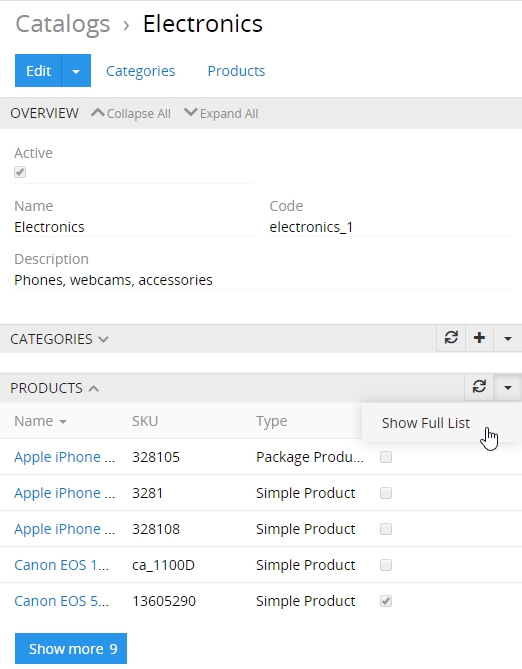 Catalogs › Electronics
Edit Categories Products
OVERVIEW Collapse All Expand All
Active
Name Code
Electronics electronics_1
Description
Phones, webcams, accessories
CATEGORIES
PRODUCTS
Name SKU Type
Show Full List
Apple iPhone ... 328105 Package Produ...
Apple iPhone ... 3281 Simple Product
Apple iPhone ... 328108 Simple Product
Canon EOS 1... ca_1100D Simple Product
Canon EOS 5... 13605290 Simple Product
Show more 9